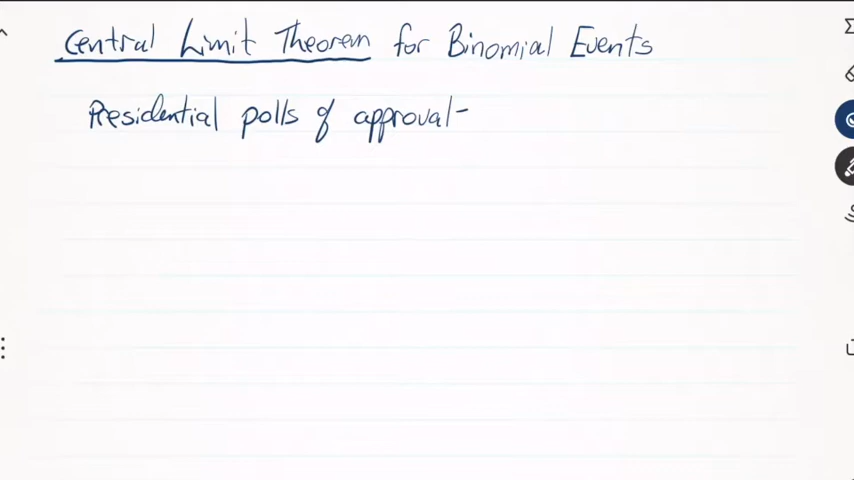 Central Limit Theorem for Binomial Events
Presidential polls of approval-